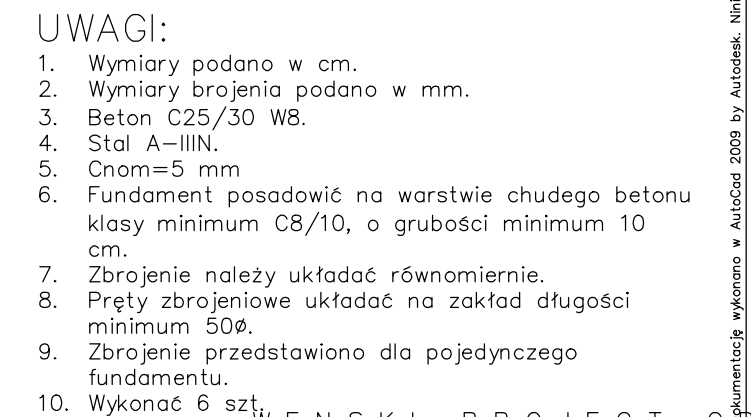 UWAGI:
1. Wymiary podano w cm.
2. Wymiary brojenia podano w mm.
3. Beton C25/30 W8.
4. Stal A-IIIN.
5. Cnom=5 mm
6. Fundament posadowić na warstwie chudego betonu
klasy minimum C8/10, o grubości minimum 10
cm.
7. Zbrojenie należy układać równomiernie.
8. Pręty zbrojeniowe układać na zakład długości
minimum 50ø.
9. Zbrojenie przedstawiono dla pojedynczego
fundamentu.
10. Wykonać 6 szt.
wykonano w AutoCad 2009 by Autodesk.